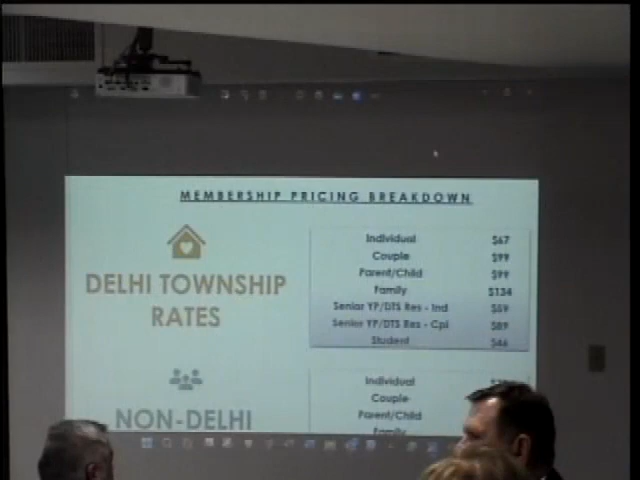 MEMBERSHIP PRICING BREAKDOWN
DELHI TOWNSHIP
RATES
Individual $67
Couple $99
Parent/Child $99
Family $134
Senior YP/DTS Res - Ind $59
Senior YP/DTS Res - Cpl $89
Student $46
NON-DELHI
Individual
Couple
Parent/Child
Family